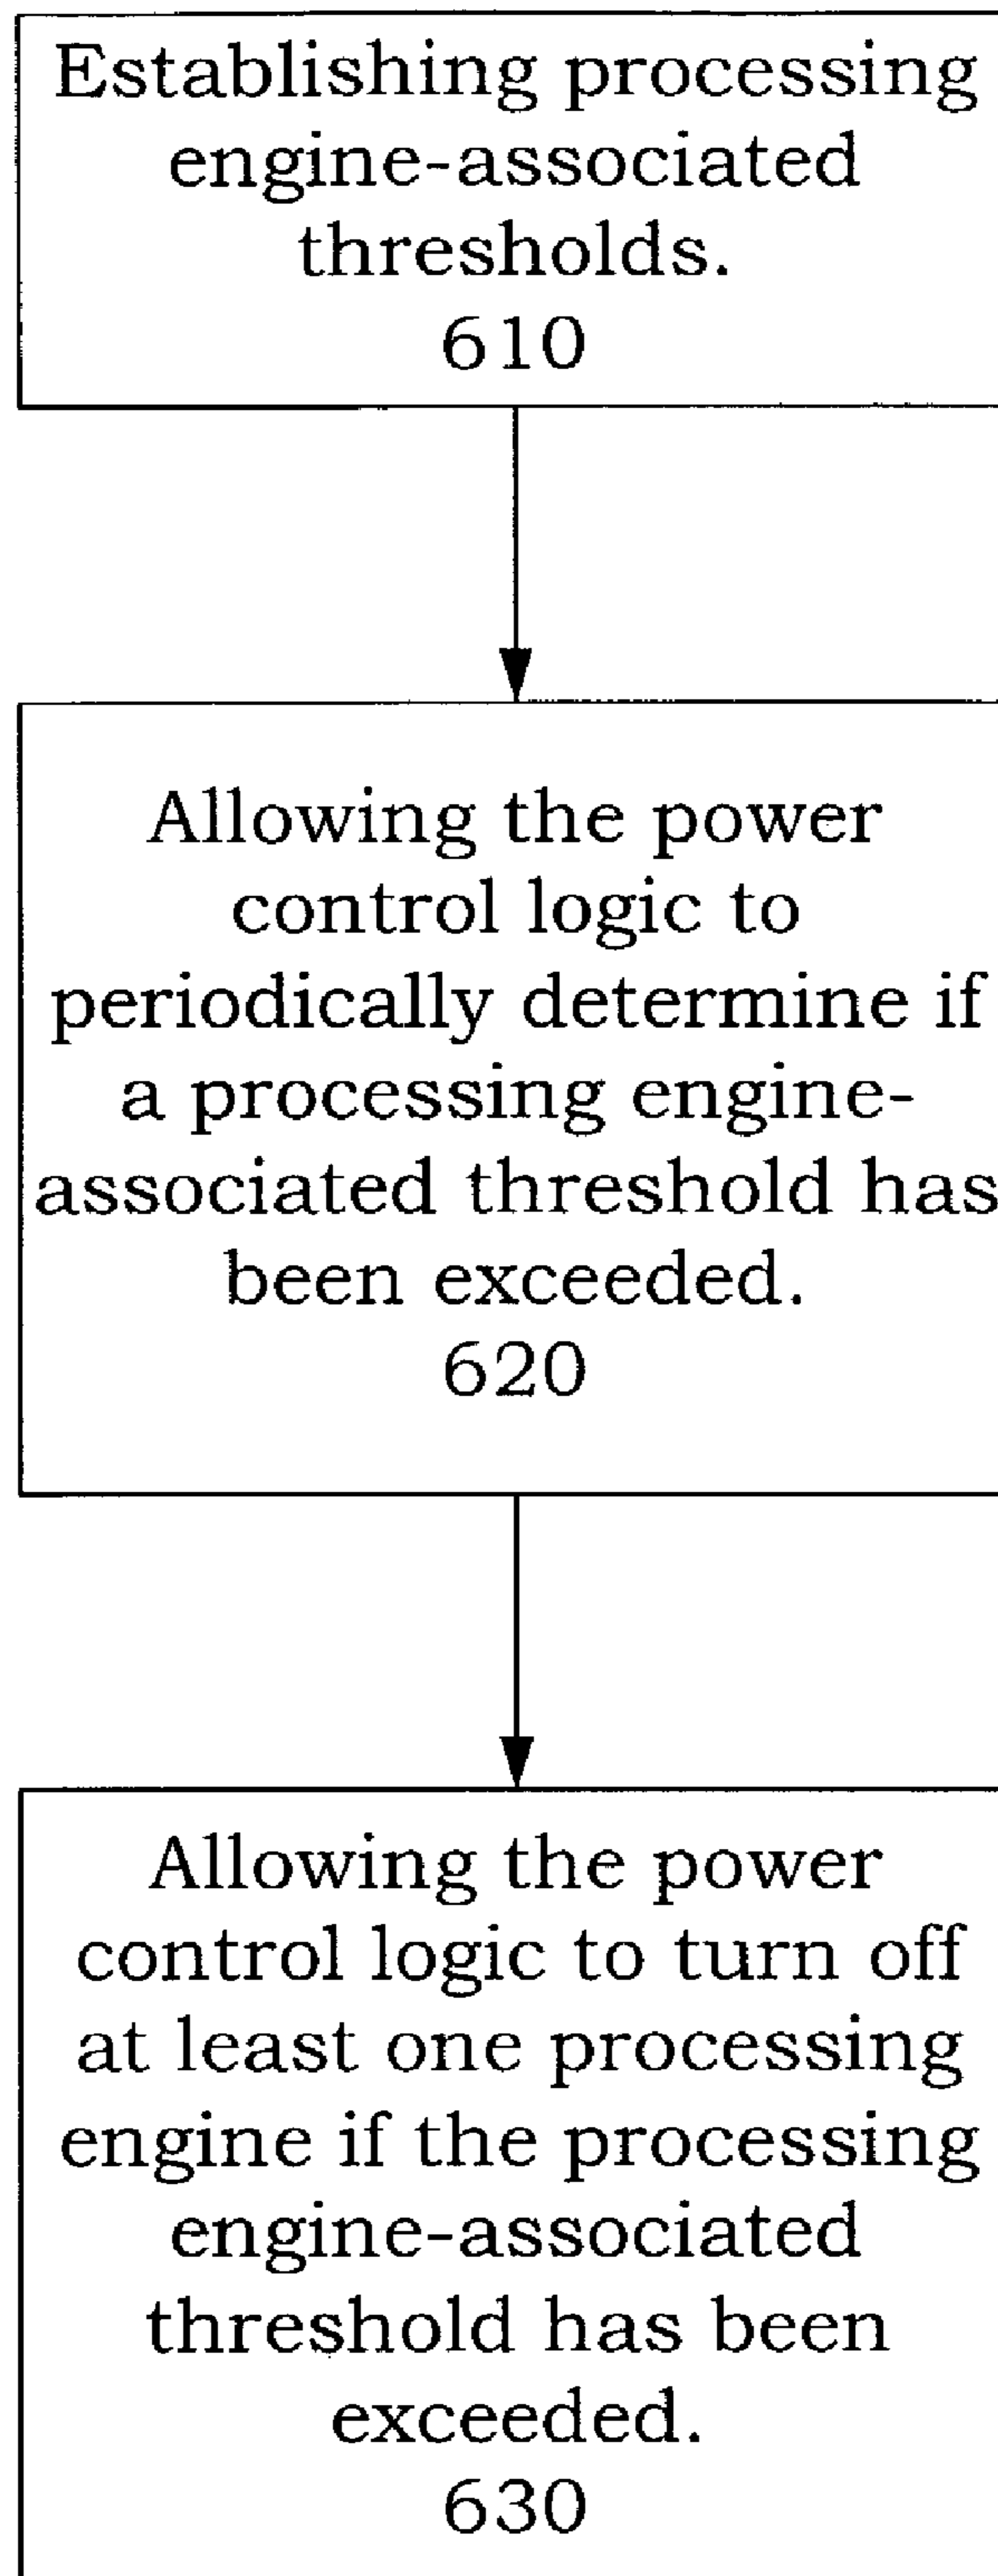 Establishing processing
engine-associated
thresholds.
610
Allowing the power
control logic to
periodically determine if
a processing engine-
associated threshold has
been exceeded.
620
Allowing the power
control logic to turn off
at least one processing
engine if the processing
engine-associated
threshold has been
exceeded.
630